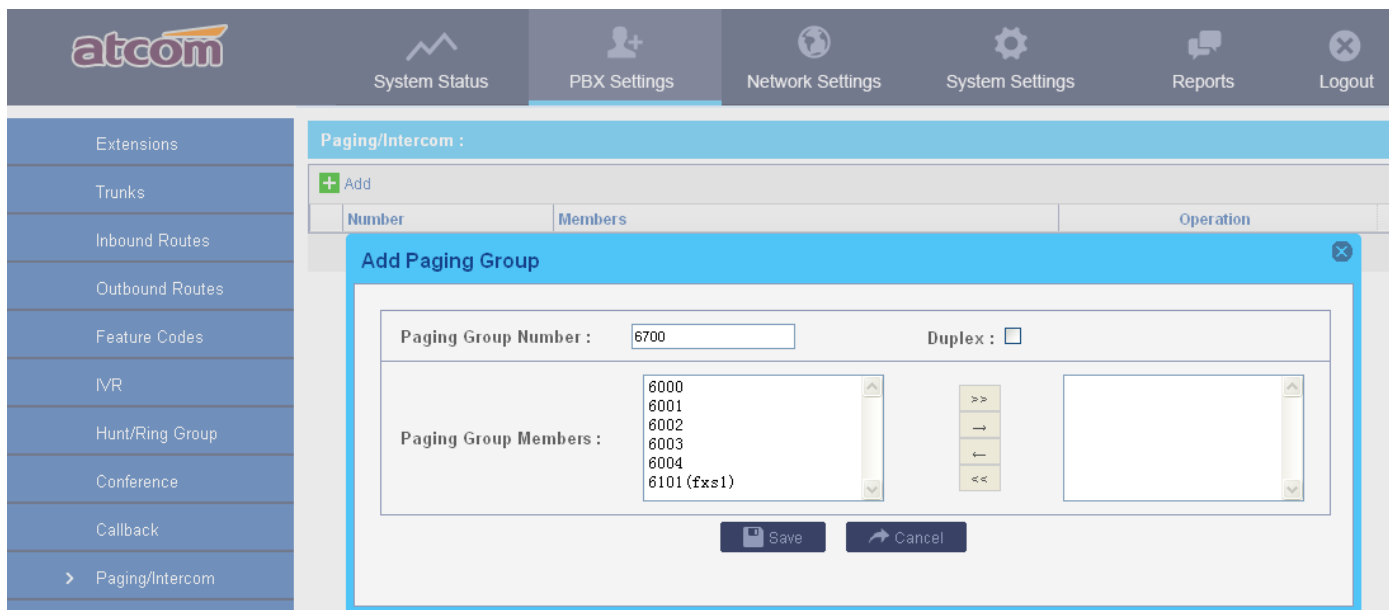 atcom
System Status
PBX Settings
Network Settings
System Settings
Reports
Logout
Extensions
Trunks
Inbound Routes
Outbound Routes
Feature Codes
IVR
Hunt/Ring Group
Conference
Callback
> Paging/Intercom
Paging/Intercom :
Add
Number Members Operation
Add Paging Group
Paging Group Number : 6700 Duplex :
Paging Group Members :
6000
6001
6002
6003
6004
6101(fxs1)
>>
→
←
<<
Save Cancel